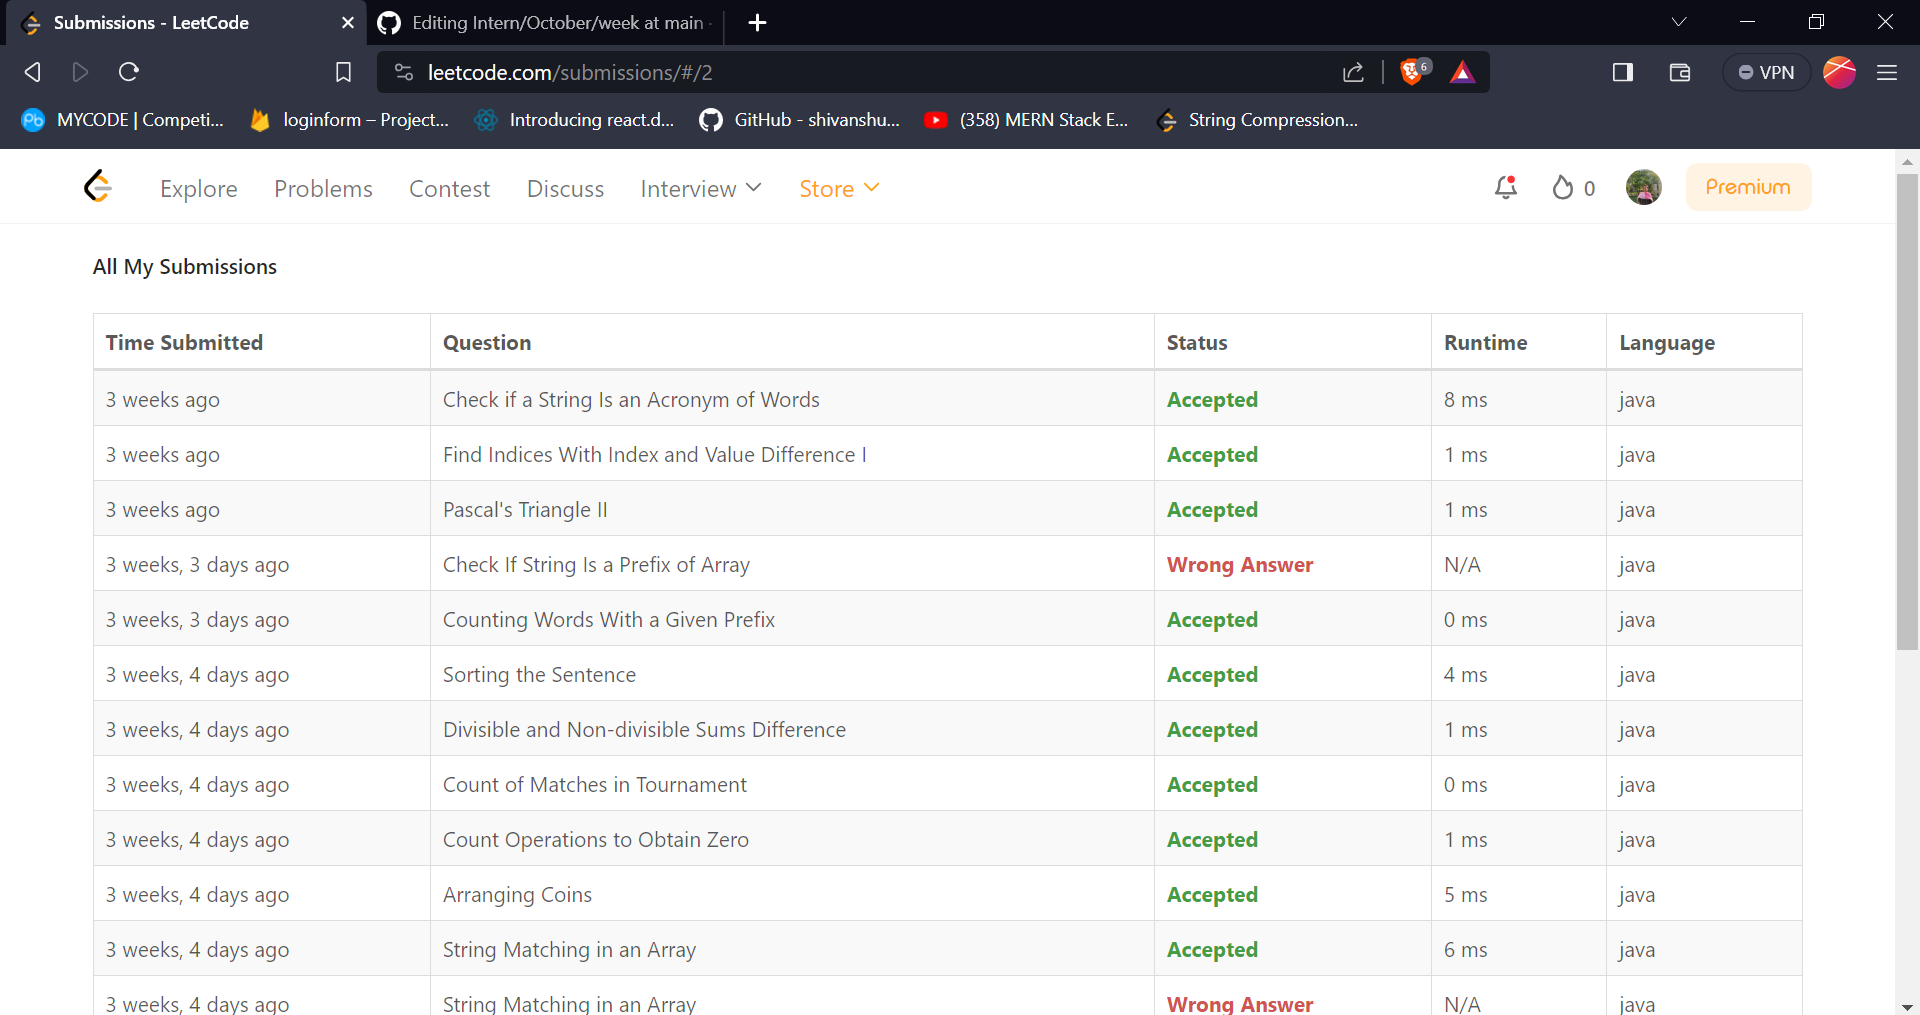 Submissions - LeetCode
Editing Intern/October/week at main
leetcode.com/submissions/#/2
6
VPN
Pb MYCODE | Competi... loginform – Project... Introducing react.d... GitHub - shivanshu... (358) MERN Stack E... String Compression...
Explore Problems Contest Discuss Interview Store 0 Premium
All My Submissions
Time Submitted Question Status Runtime Language
3 weeks ago Check if a String Is an Acronym of Words Accepted 8 ms java
3 weeks ago Find Indices With Index and Value Difference I Accepted 1 ms java
3 weeks ago Pascal's Triangle II Accepted 1 ms java
3 weeks, 3 days ago Check If String Is a Prefix of Array Wrong Answer N/A java
3 weeks, 3 days ago Counting Words With a Given Prefix Accepted 0 ms java
3 weeks, 4 days ago Sorting the Sentence Accepted 4 ms java
3 weeks, 4 days ago Divisible and Non-divisible Sums Difference Accepted 1 ms java
3 weeks, 4 days ago Count of Matches in Tournament Accepted 0 ms java
3 weeks, 4 days ago Count Operations to Obtain Zero Accepted 1 ms java
3 weeks, 4 days ago Arranging Coins Accepted 5 ms java
3 weeks, 4 days ago String Matching in an Array Accepted 6 ms java
3 weeks, 4 days ago String Matching in an Array Wrong Answer N/A java